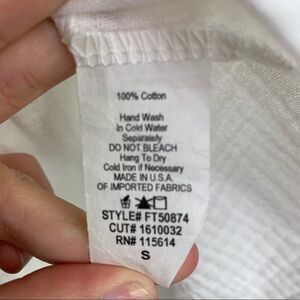 100% Cotton
Hand Wash
In Cold Water
Separately
DO NOT BLEACH
Hang To Dry
Cold Iron if Necessary
MADE IN U.S.A.
OF IMPORTED FABRICS
STYLE# FT50874
CUT# 1610032
RN# 115614
S